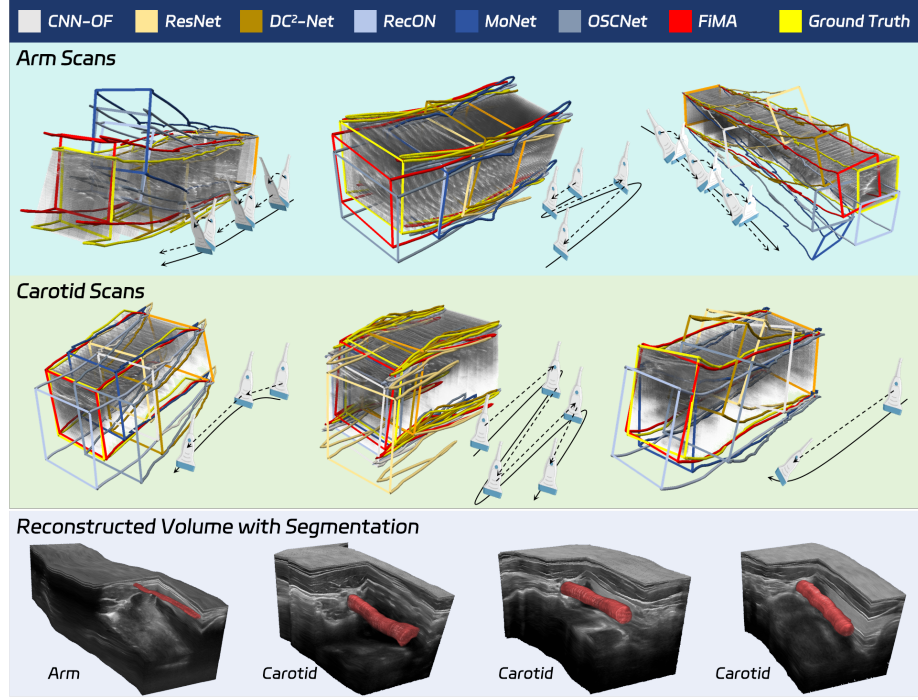 CNN-OF ResNet DC²-Net RecON MoNet OSCNet FiMA Ground Truth
Arm Scans
Carotid Scans
Reconstructed Volume with Segmentation
Arm Carotid Carotid Carotid